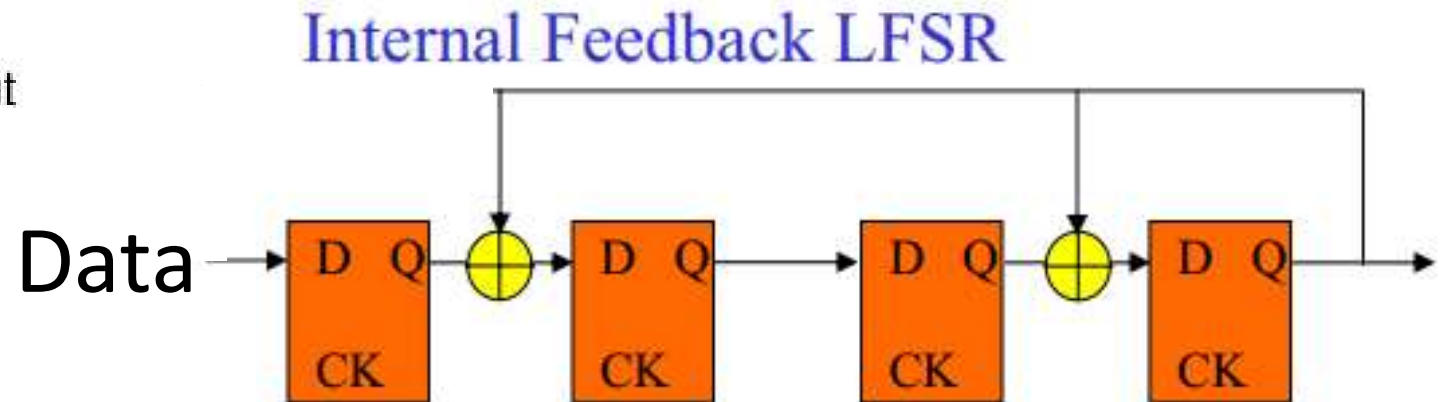 Internal Feedback LFSR
Data
D Q D Q D Q D Q
CK CK CK CK